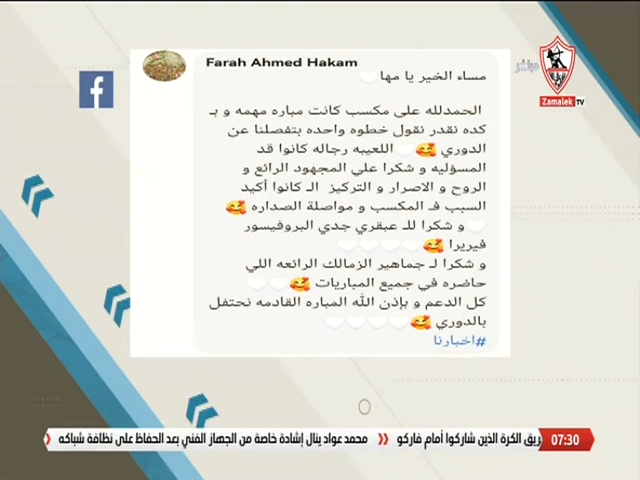 Farah Ahmed Hakam
مساء الخير يا مها
الحمدلله على مكسب كانت مباره مهمه و بـ
كده نقدر نقول خطوه واحده بتفصلنا عن
الدوري 🥰🤍 اللعيبه رجاله كانوا قد
المسؤليه و شكرا علي المجهود الرائع و
الروح و الاصرار و التركيز الـ كانوا أكيد
السبب فـ المكسب و مواصلة الصداره 🥰
🤍و شكرا للـ عبقري جدي البروفيسور
فيريرا 🥰🤍🤍🤍🤍
و شكرا لـ جماهير الزمالك الرائعه اللي
حاضره في جميع المباريات 🥰🤍🤍
كل الدعم و بإذن الله المباره القادمه نحتفل
بالدوري 🥰🤍🤍🤍🤍
#اخبارنا
مباشر
Zamalek TV
07:30
ريق الكرة الذين شاركوا أمام فاركو
محمد عواد ينال إشادة خاصة من الجهاز الفني بعد الحفاظ على نظافة شباكه